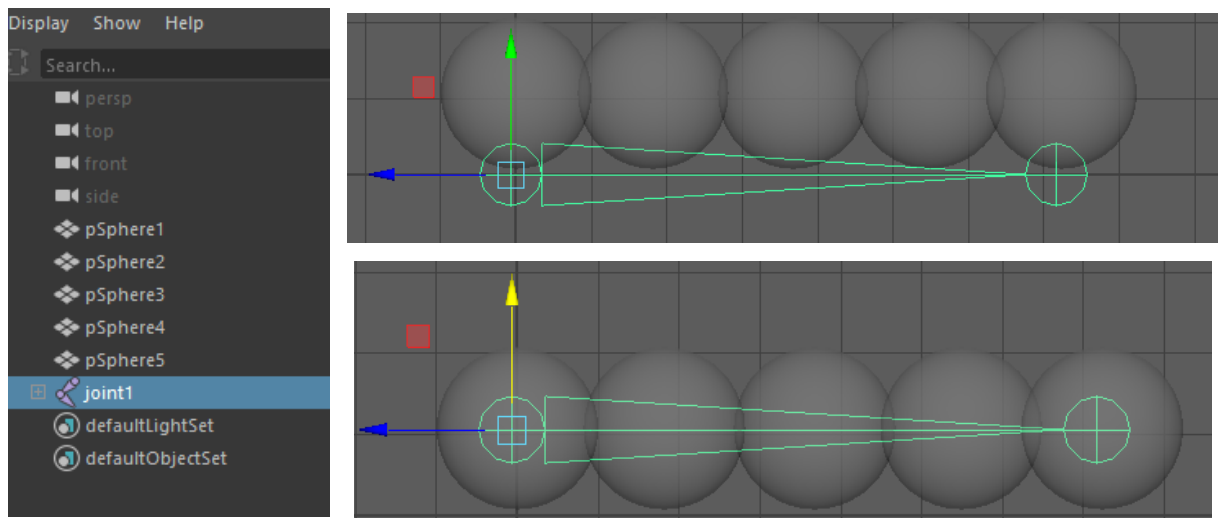 Display Show Help
Search...
persp
top
front
side
pSphere1
pSphere2
pSphere3
pSphere4
pSphere5
joint1
defaultLightSet
defaultObjectSet